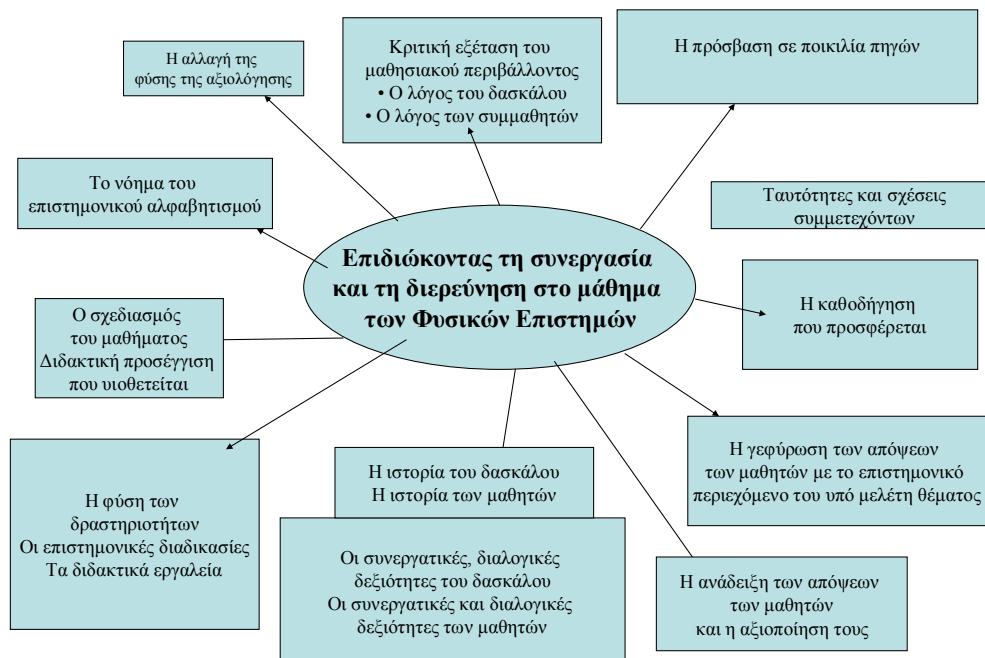 Η αλλαγή της
φύσης της αξιολόγησης
Κριτική εξέταση του
μαθησιακού περιβάλλοντος
• Ο λόγος του δασκάλου
• Ο λόγος των συμμαθητών
Η πρόσβαση σε ποικιλία πηγών
Το νόημα του
επιστημονικού αλφαβητισμού
Ταυτότητες και σχέσεις
συμμετεχόντων
Επιδιώκοντας τη συνεργασία
και τη διερεύνηση στο μάθημα
των Φυσικών Επιστημών
Η καθοδήγηση
που προσφέρεται
Ο σχεδιασμός
του μαθήματος
Διδακτική προσέγγιση
που υιοθετείται
Η γεφύρωση των απόψεων
των μαθητών με το επιστημονικό
περιεχόμενο του υπό μελέτη θέματος
Η φύση των
δραστηριοτήτων
Οι επιστημονικές διαδικασίες
Τα διδακτικά εργαλεία
Η ιστορία του δασκάλου
Η ιστορία των μαθητών
Οι συνεργατικές, διαλογικές
δεξιότητες του δασκάλου
Οι συνεργατικές και διαλογικές
δεξιότητες των μαθητών
Η ανάδειξη των απόψεων
των μαθητών
και η αξιοποίηση τους